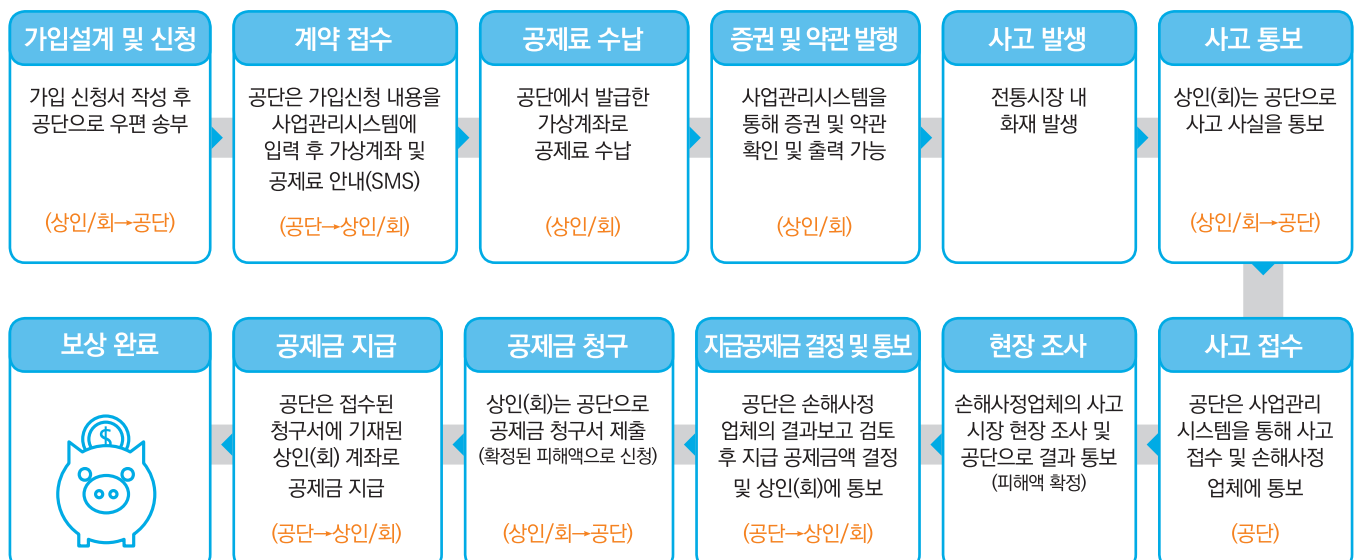 가입설계 및 신청
가입 신청서 작성 후
공단으로 우편 송부
(상인/회→공단)
계약 접수
공단은 가입신청 내용을
사업관리시스템에
입력 후 가상계좌 및
공제료 안내(SMS)
(공단→상인/회)
공제료 수납
공단에서 발급한
가상계좌로
공제료 수납
(상인/회)
증권 및 약관 발행
사업관리시스템을
통해 증권 및 약관
확인 및 출력 가능
(상인/회)
사고 발생
전통시장 내
화재 발생
사고 통보
상인(회)는 공단으로
사고 사실을 통보
(상인/회→공단)
사고 접수
공단은 사업관리
시스템을 통해 사고
접수 및 손해사정
업체에 통보
(공단)
현장 조사
손해사정업체의 사고
시장 현장 조사 및
공단으로 결과 통보
(피해액 확정)
지급공제금 결정 및 통보
공단은 손해사정
업체의 결과보고 검토
후 지급 공제금액 결정
및 상인(회)에 통보
(공단→상인/회)
공제금 청구
상인(회)는 공단으로
공제금 청구서 제출
(확정된 피해액으로 신청)
(상인/회→공단)
공제금 지급
공단은 접수된
청구서에 기재된
상인(회) 계좌로
공제금 지급
(공단→상인/회)
보상 완료
$